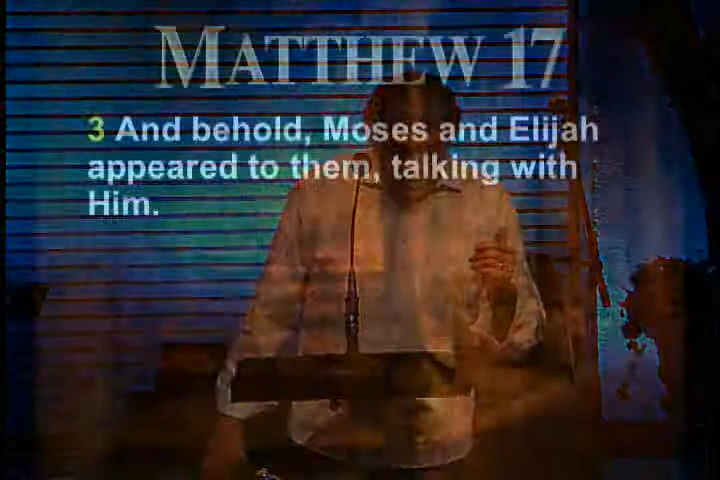 MATTHEW 17
3 And behold, Moses and Elijah
appeared to them, talking with
Him.